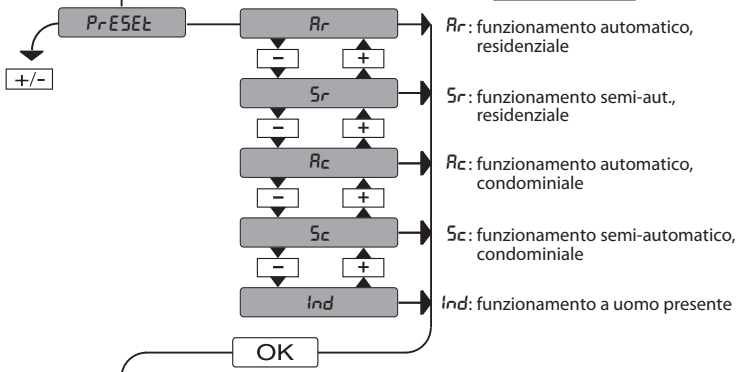 PrESEt
+/-
Ar
Ar: funzionamento automatico,
residenziale
-
+
Sr
Sr: funzionamento semi-aut.,
residenziale
-
+
Ac
Ac: funzionamento automatico,
condominiale
-
+
Sc
Sc: funzionamento semi-automatico,
condominiale
-
+
Ind
Ind: funzionamento a uomo presente
OK